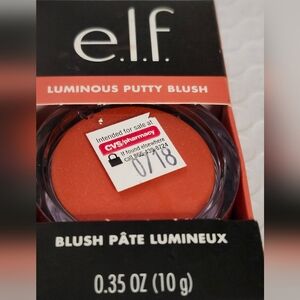 e.l.f.
LUMINOUS PUTTY BLUSH
Intended for sale at
CVS/pharmacy
If found elsewhere
0718
BLUSH PÂTE LUMINEUX
0.35 OZ (10 g)